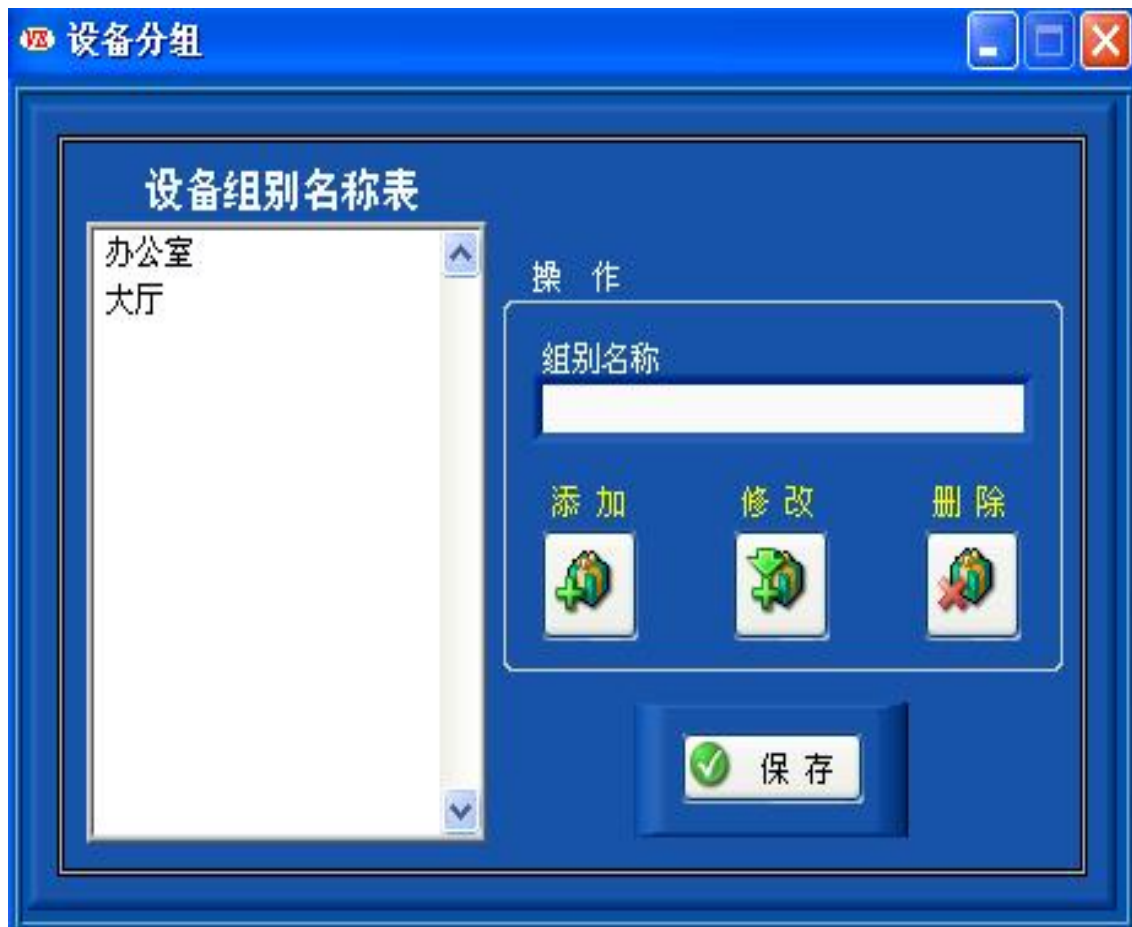 VZ 设备分组
设备组别名称表
办公室
大厅
操 作
组别名称
添 加 修 改 删 除
保 存